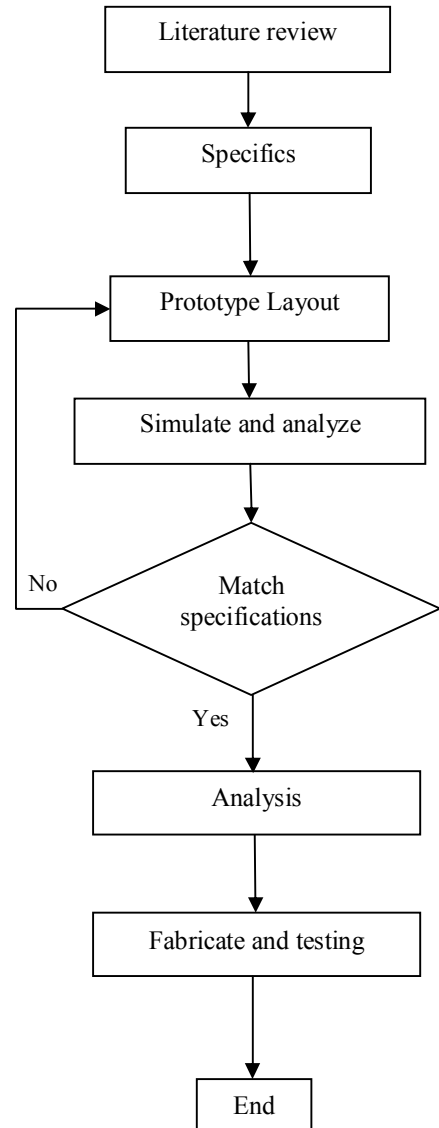 Literature review
Specifics
Prototype Layout
Simulate and analyze
No
Match
specifications
Yes
Analysis
Fabricate and testing
End